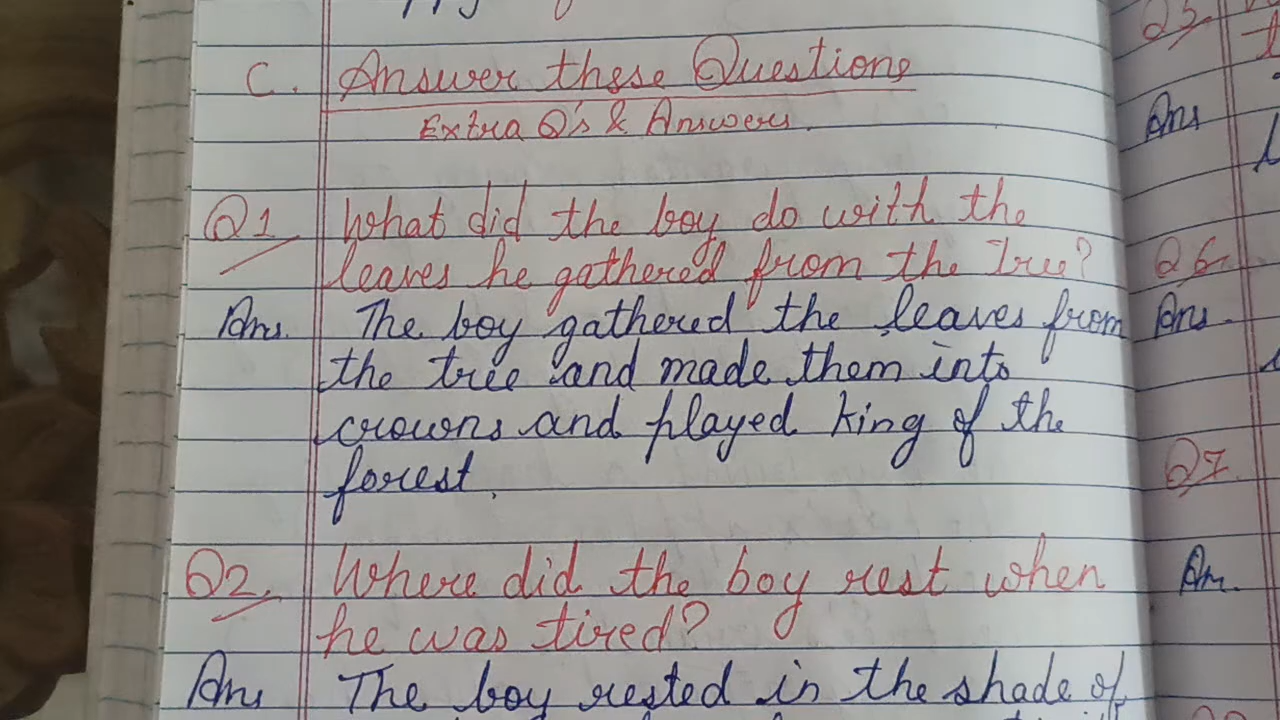 C. Answer these Questions
Extra Q's & Answers.
Q1 What did the boy do with the
leaves he gathered from the Tree?
Ans. The boy gathered the leaves from
the tree and made them into
crowns and played king of the
forest.
Q2. Where did the boy rest when
he was tired?
Ans The boy rested in the shade of
Q5.
Ans
Q6.
Ans.
Q7.
An.